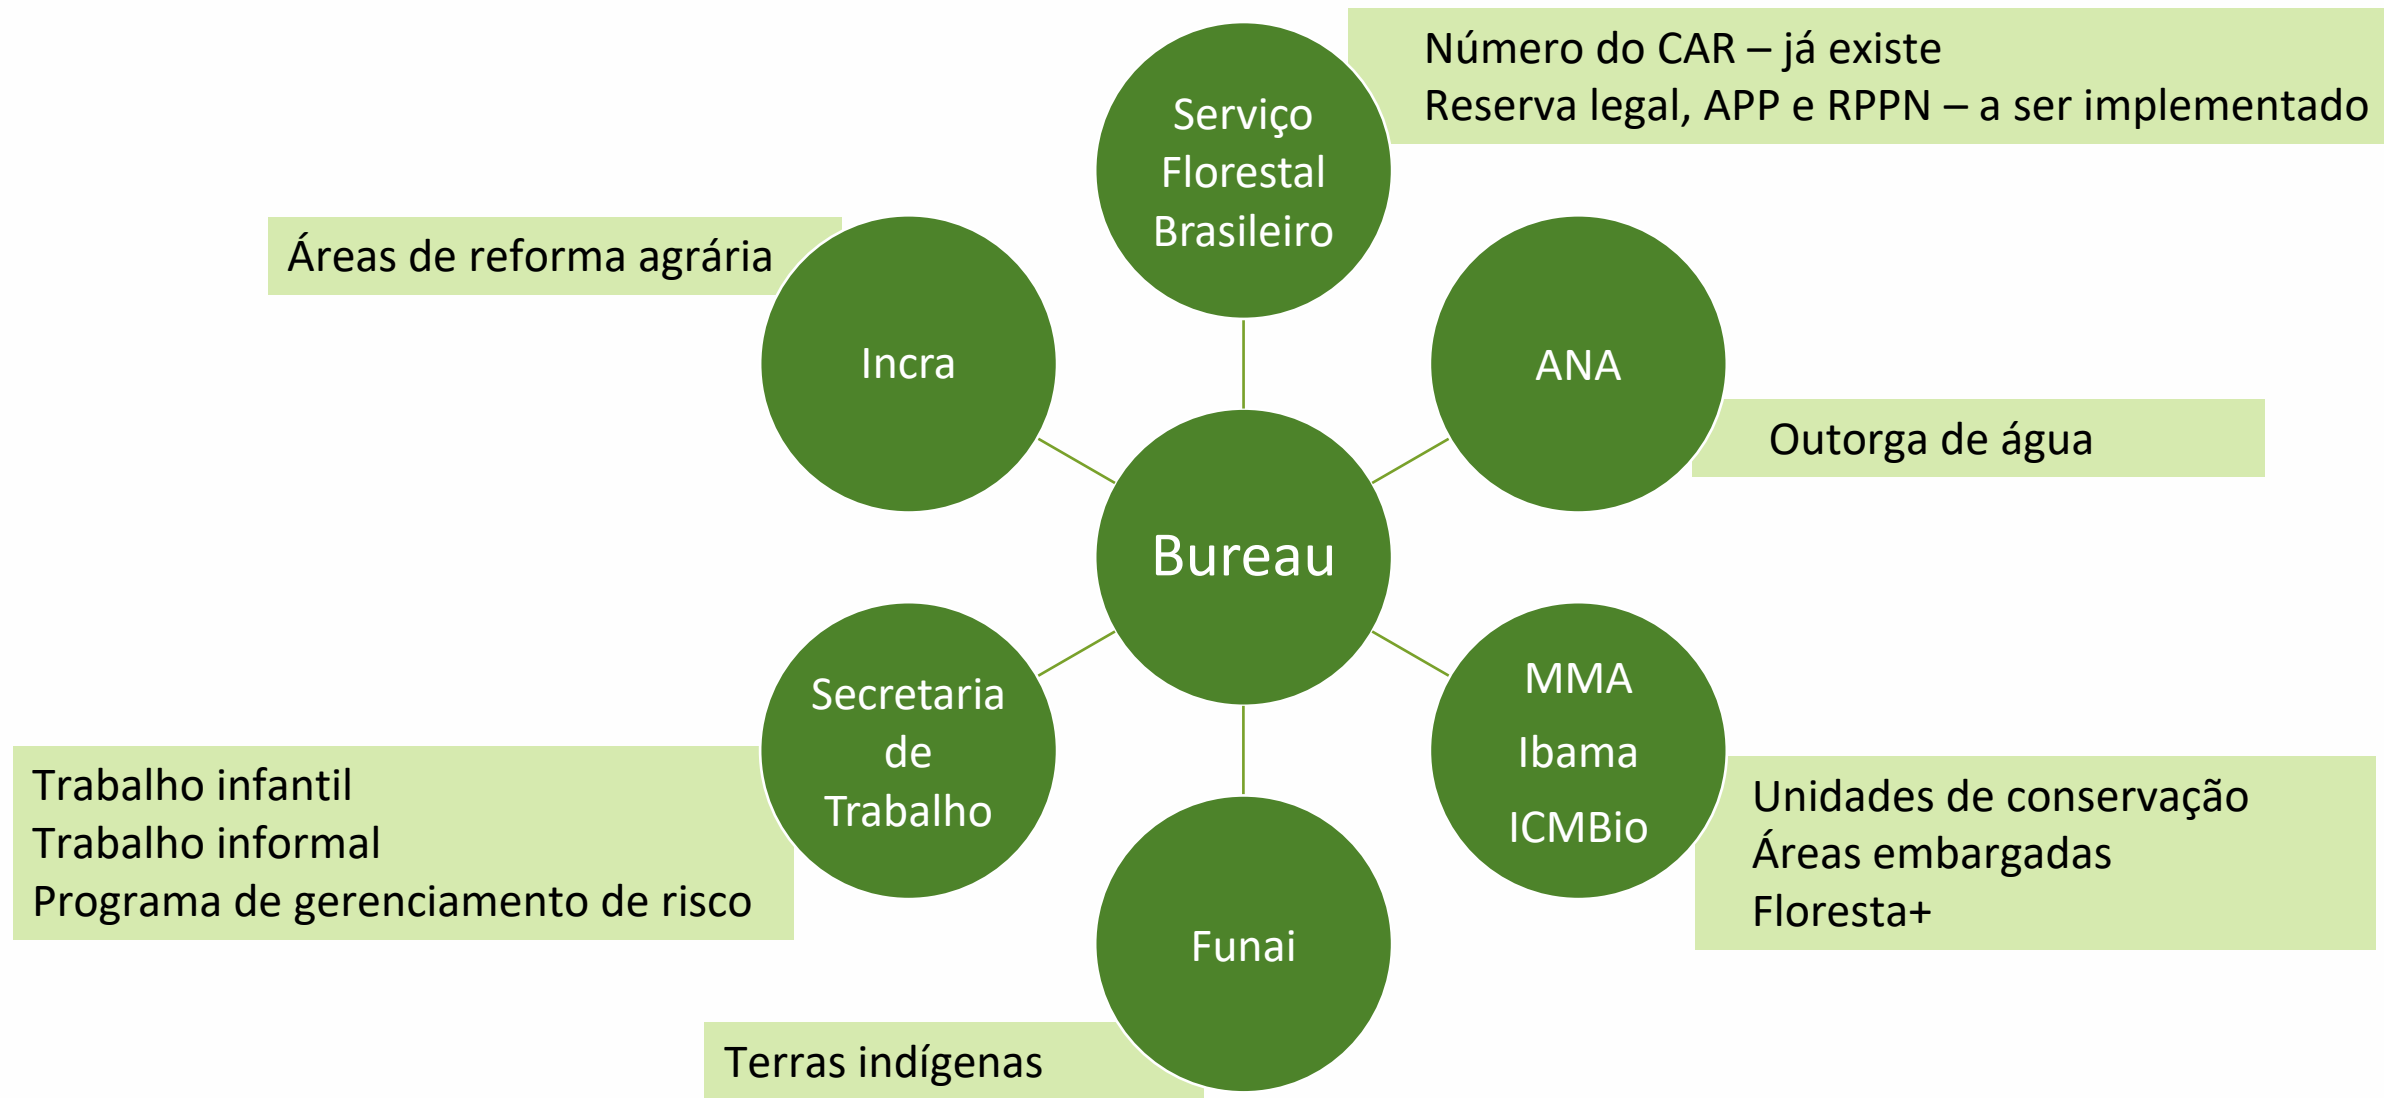 Número do CAR – já existe
Reserva legal, APP e RPPN – a ser implementado
Serviço
Florestal
Brasileiro
Áreas de reforma agrária
Incra
ANA
Outorga de água
Bureau
Secretaria
de
Trabalho
Trabalho infantil
Trabalho informal
Programa de gerenciamento de risco
MMA
Ibama
ICMBio
Unidades de conservação
Áreas embargadas
Floresta+
Funai
Terras indígenas